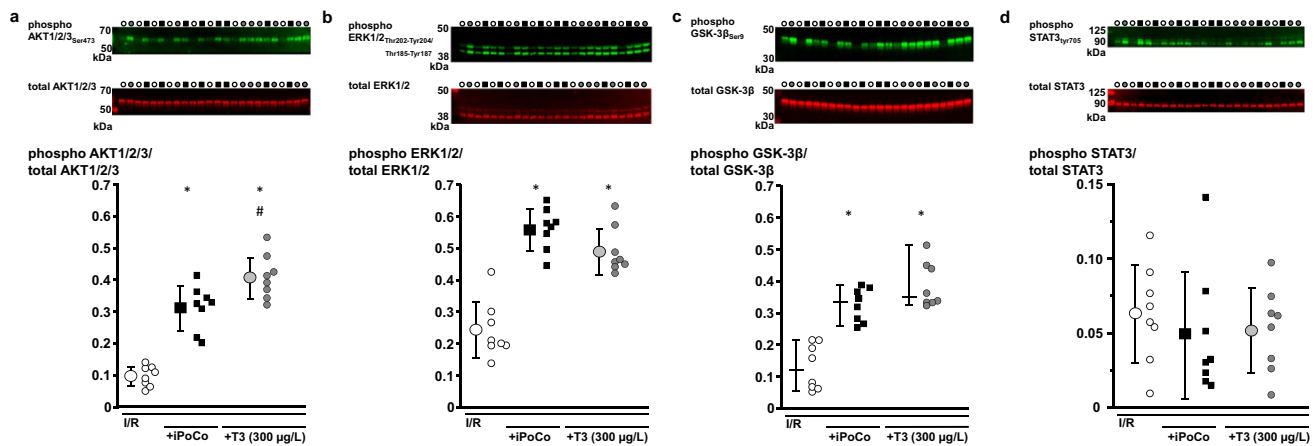 a
phospho
AKT1/2/3Ser473
70
50
kDa
total AKT1/2/3
70
50
kDa
phospho AKT1/2/3/
total AKT1/2/3
0.7
0.6
0.5
0.4
0.3
0.2
0.1
0
*
*
#
I/R
+iPoCo
+T3 (300 µg/L)
b
phospho
ERK1/2Thr202-Tyr204/
Thr185-Tyr187
50
38
kDa
total ERK1/2
50
38
kDa
phospho ERK1/2/
total ERK1/2
0.7
0.6
0.5
0.4
0.3
0.2
0.1
0
*
*
I/R
+iPoCo
+T3 (300 µg/L)
c
phospho
GSK-3βSer9
50
30
kDa
total GSK-3β
50
30
kDa
phospho GSK-3β/
total GSK-3β
0.7
0.6
0.5
0.4
0.3
0.2
0.1
0
*
*
I/R
+iPoCo
+T3 (300 µg/L)
d
phospho
STAT3tyr705
125
90
kDa
total STAT3
125
90
kDa
phospho STAT3/
total STAT3
0.15
0.10
0.05
0
I/R
+iPoCo
+T3 (300 µg/L)